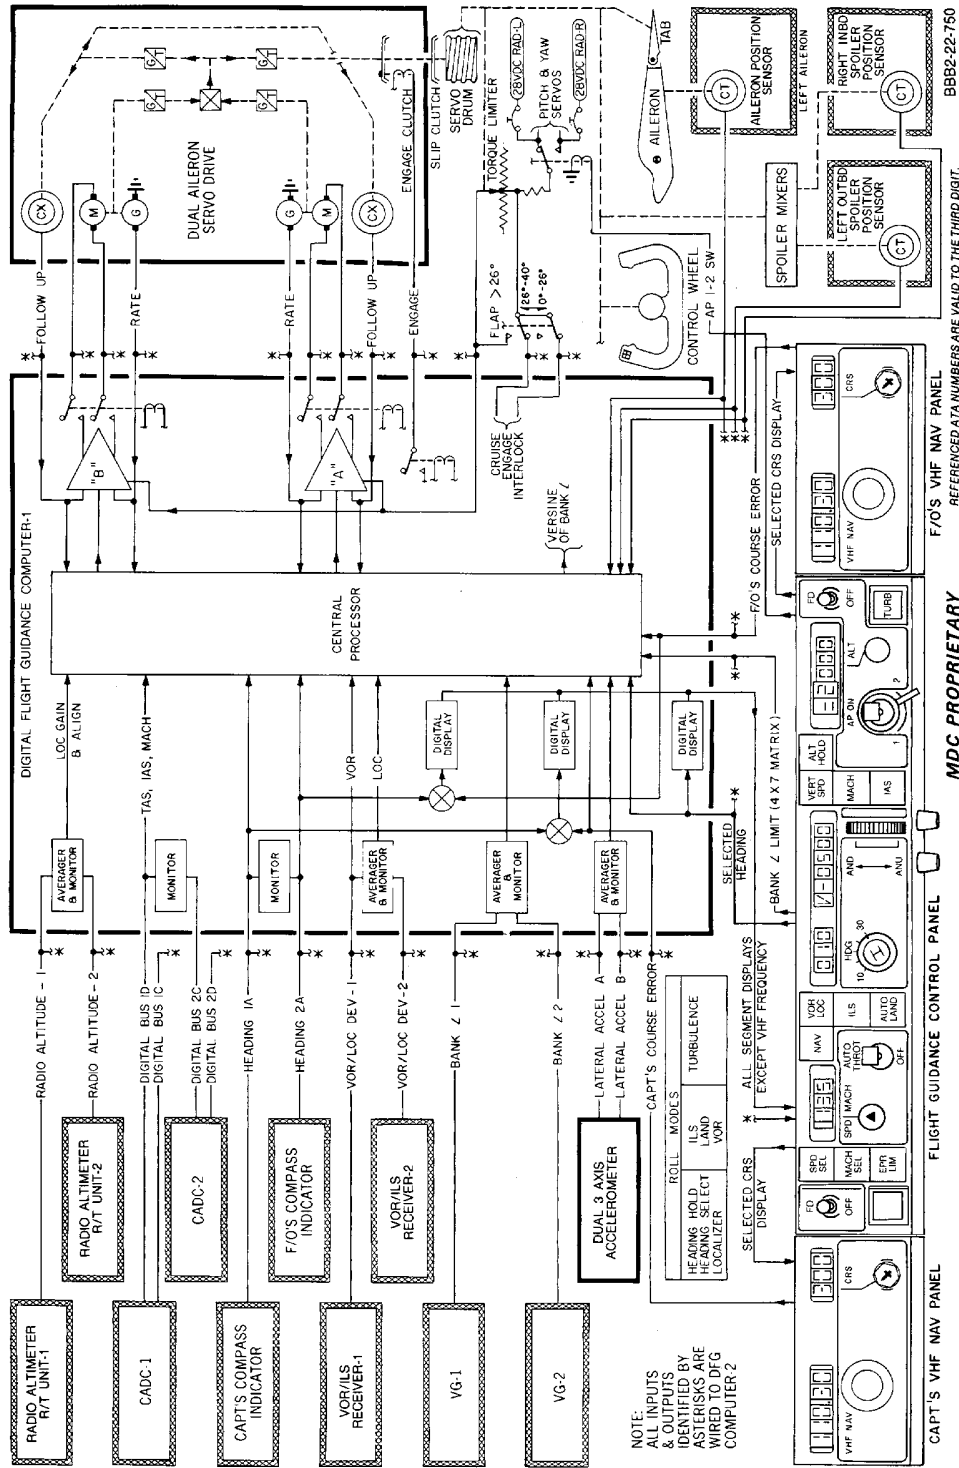 RADIO ALTIMETER
R/T UNIT-1
RADIO ALTIMETER
R/T UNIT-2
CADC-1
CADC-2
CAPT'S COMPASS
INDICATOR
F/O'S COMPASS
INDICATOR
VOR/ILS
RECEIVER-1
VOR/ILS
RECEIVER-2
VG-1
VG-2
DUAL 3 AXIS
ACCELEROMETER
RADIO ALTITUDE - 1
RADIO ALTITUDE - 2
DIGITAL BUS 1D
DIGITAL BUS 1C
DIGITAL BUS 2C
DIGITAL BUS 2D
HEADING 1A
HEADING 2A
VOR/LOC DEV-1
VOR/LOC DEV-2
BANK ∠ 1
BANK ∠ 2
LATERAL ACCEL A
LATERAL ACCEL B
CAPT'S COURSE ERROR
DIGITAL FLIGHT GUIDANCE COMPUTER-1
AVERAGER
& MONITOR
MONITOR
MONITOR
AVERAGER
& MONITOR
AVERAGER
&
MONITOR
AVERAGER
& MONITOR
LOC GAIN
& ALIGN
TAS, IAS, MACH
VOR
LOC
DIGITAL
DISPLAY
DIGITAL
DISPLAY
DIGITAL
DISPLAY
SELECTED
HEADING
CENTRAL
PROCESSOR
"B"
"A"
CRUISE
ENGAGE
INTERLOCK
VERSINE
OF BANK ∠
FOLLOW UP
RATE
RATE
FOLLOW UP
ENGAGE
FLAP > 26°
26°-40°
0°-26°
CX
M
G
G
M
CX
DUAL AILERON
SERVO DRIVE
G/T
G/T
G/T
G/T
ENGAGE CLUTCH
SLIP CLUTCH
SERVO
DRUM
TORQUE LIMITER
28VDC RAD-L
PITCH & YAW
SERVOS
28VDC RAD-R
TAB
AILERON
CONTROL WHEEL
AP 1-2 SW
CT
AILERON POSITION
SENSOR
LEFT AILERON
SPOILER MIXERS
LEFT OUTBD
SPOILER
POSITION
SENSOR
CT
RIGHT INBD
SPOILER
POSITION
SENSOR
CT
NOTE:
ALL INPUTS
& OUTPUTS
IDENTIFIED BY
ASTERISKS ARE
WIRED TO DFG
COMPUTER-2
ROLL MODES
HEADING HOLD
HEADING SELECT
LOCALIZER
ILS
LAND
VOR
TURBULENCE
SELECTED CRS
DISPLAY
ALL SEGMENT DISPLAYS
EXCEPT VHF FREQUENCY
BANK ∠ LIMIT (4 X 7 MATRIX)
F/O'S COURSE ERROR
SELECTED CRS DISPLAY
VHF NAV
300
CRS
CAPT'S VHF NAV PANEL
FD
OFF
SPD
SEL
MACH
SEL
EPR
LIM
SPD
MACH
AUTO
THROT
OFF
NAV
VOR
LOC
ILS
AUTO
LAND
HDG
10
30
AND
ANU
VERT
SPD
MACH
IAS
ALT
HOLD
AP ON
1
2
ALT
FD
OFF
TURB
FLIGHT GUIDANCE CONTROL PANEL
VHF NAV
300
CRS
F/O'S VHF NAV PANEL
MDC PROPRIETARY
REFERENCED ATA NUMBERS ARE VALID TO THE THIRD DIGIT.
BBB2-22-750